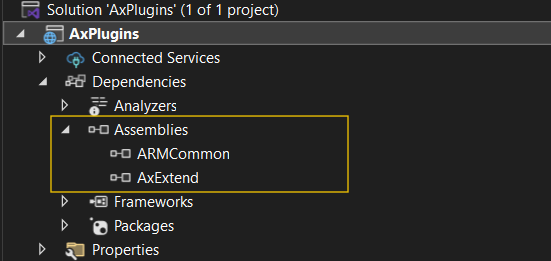 Solution 'AxPlugins' (1 of 1 project)
AxPlugins
Connected Services
Dependencies
Analyzers
Assemblies
ARMCommon
AxExtend
Frameworks
Packages
Properties